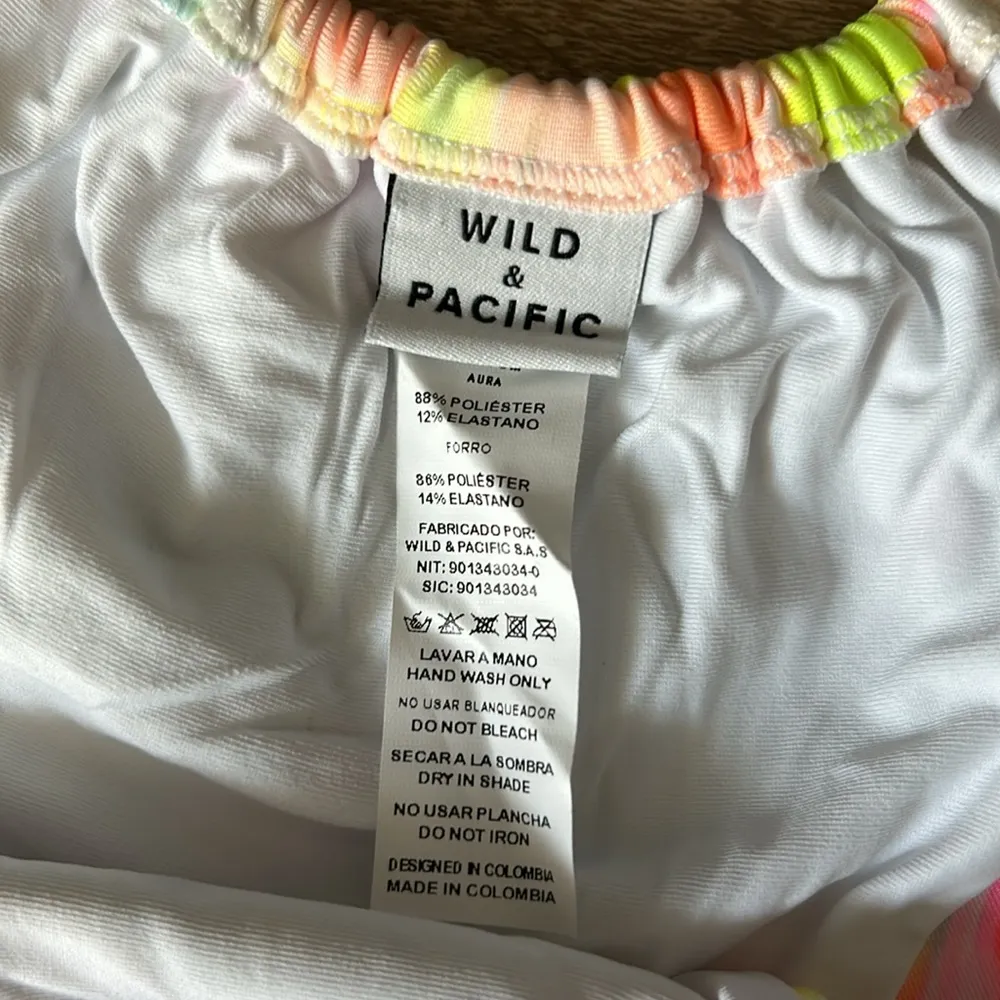 WILD
&
PACIFIC
AURA
88% POLIÉSTER
12% ELASTANO
FORRO
86% POLIÉSTER
14% ELASTANO
FABRICADO POR:
WILD & PACIFIC S.A.S
NIT: 901343034-0
SIC: 901343034
LAVAR A MANO
HAND WASH ONLY
NO USAR BLANQUEADOR
DO NOT BLEACH
SECAR A LA SOMBRA
DRY IN SHADE
NO USAR PLANCHA
DO NOT IRON
DESIGNED IN COLOMBIA
MADE IN COLOMBIA